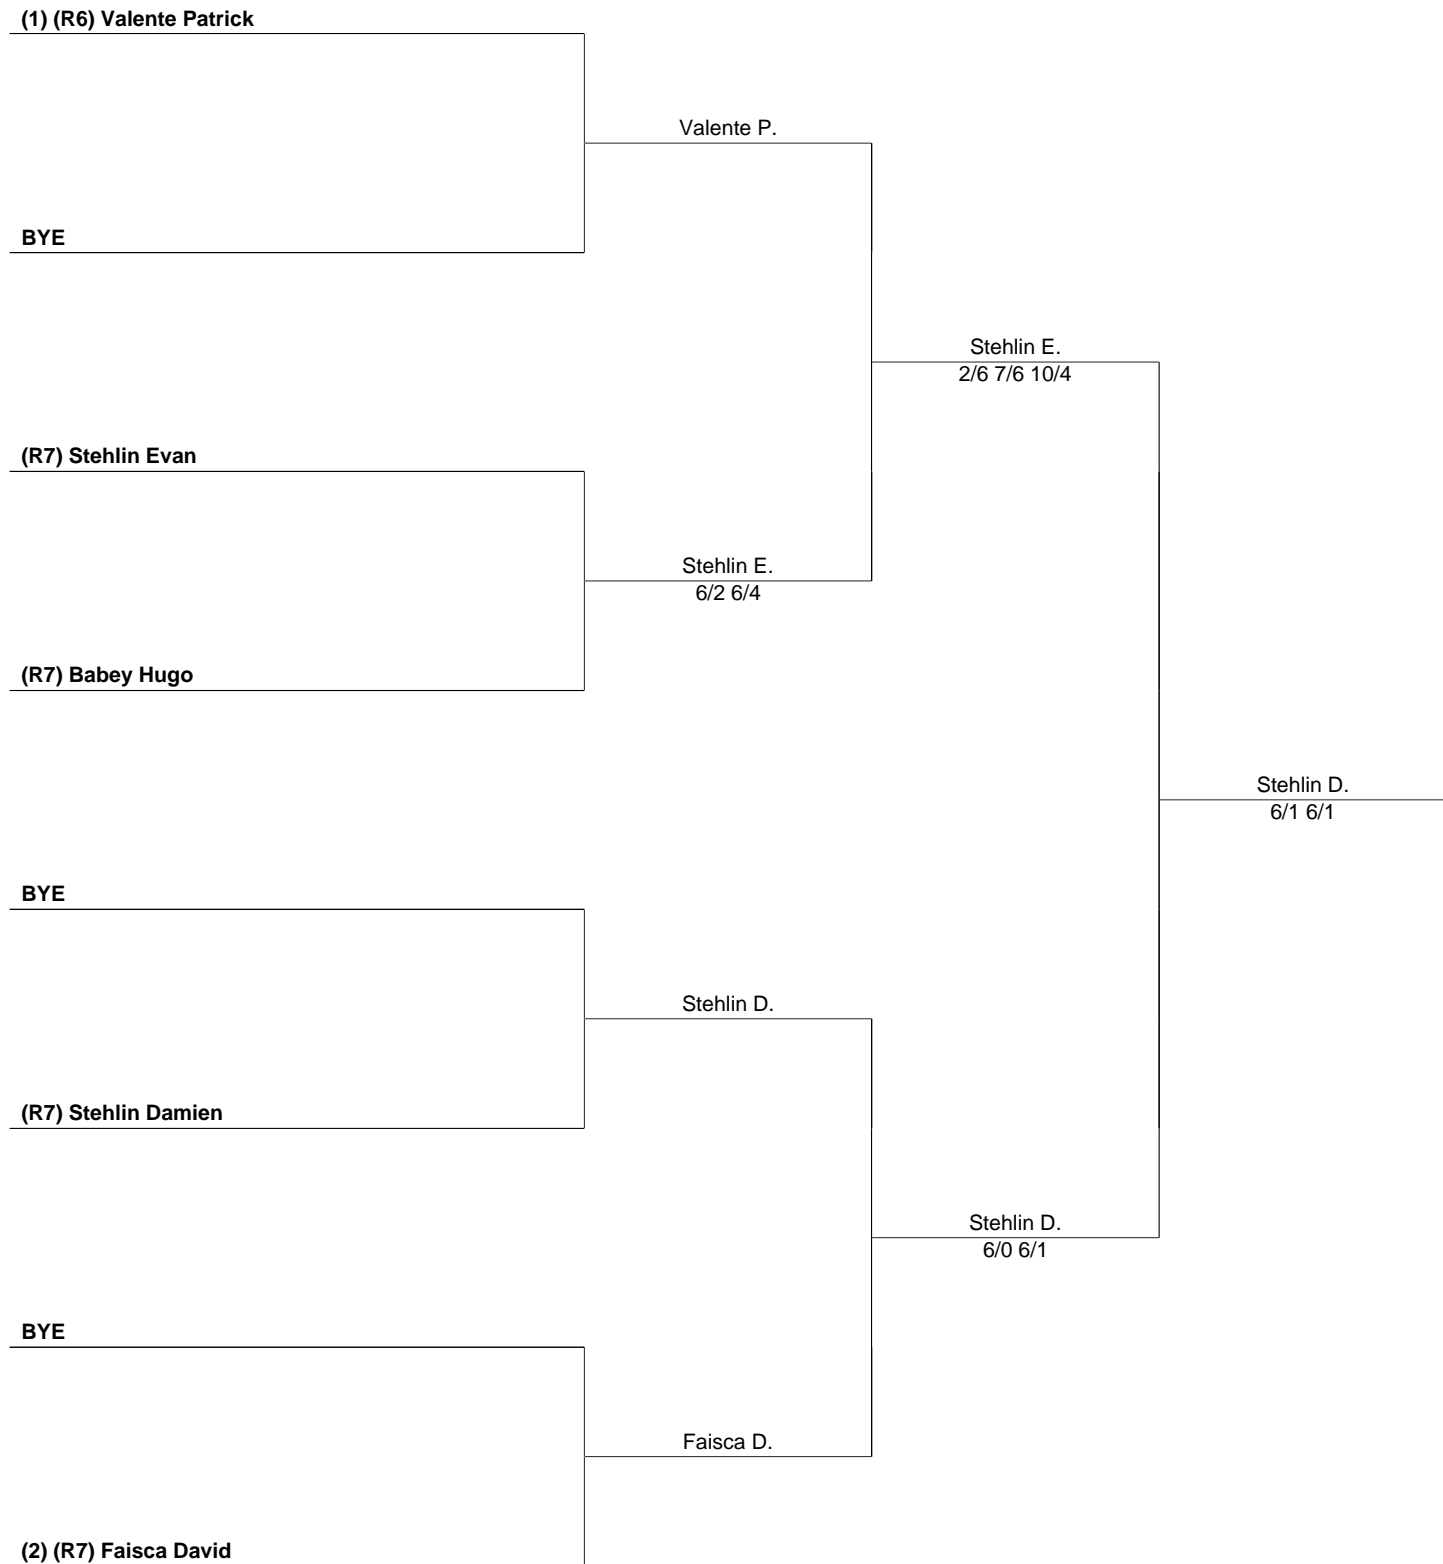 (1) (R6) Valente Patrick
Valente P.
BYE
Stehlin E.
2/6 7/6 10/4
(R7) Stehlin Evan
Stehlin E.
6/2 6/4
(R7) Babey Hugo
Stehlin D.
6/1 6/1
BYE
Stehlin D.
(R7) Stehlin Damien
Stehlin D.
6/0 6/1
BYE
Faisca D.
(2) (R7) Faisca David